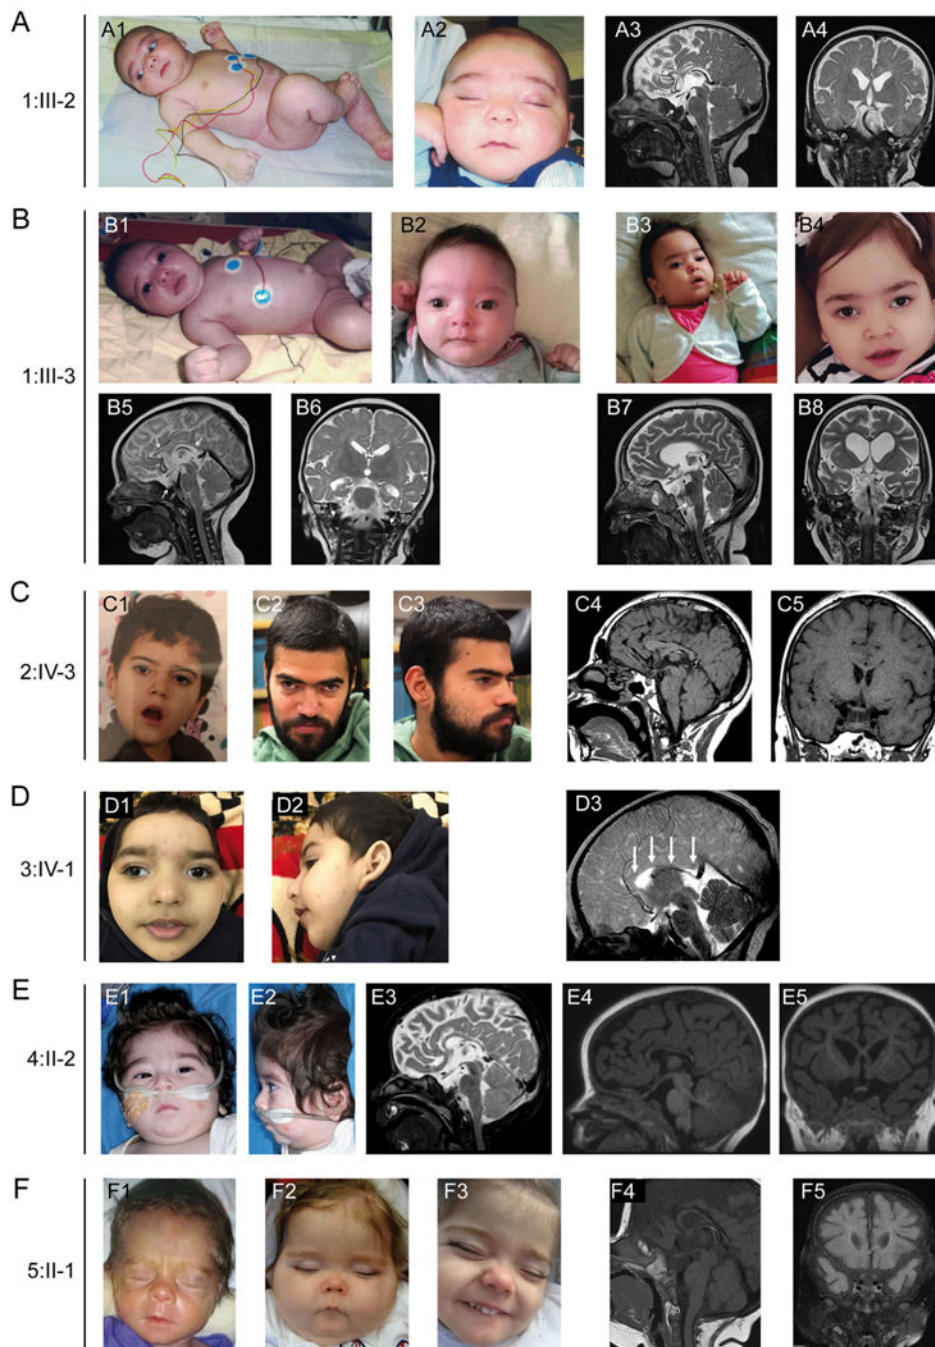 A
1:III-2
A1 A2 A3 A4
B
1:III-3
B1 B2 B3 B4
B5 B6 B7 B8
C
2:IV-3
C1 C2 C3 C4 C5
D
3:IV-1
D1 D2 D3
E
4:II-2
E1 E2 E3 E4 E5
F
5:II-1
F1 F2 F3 F4 F5